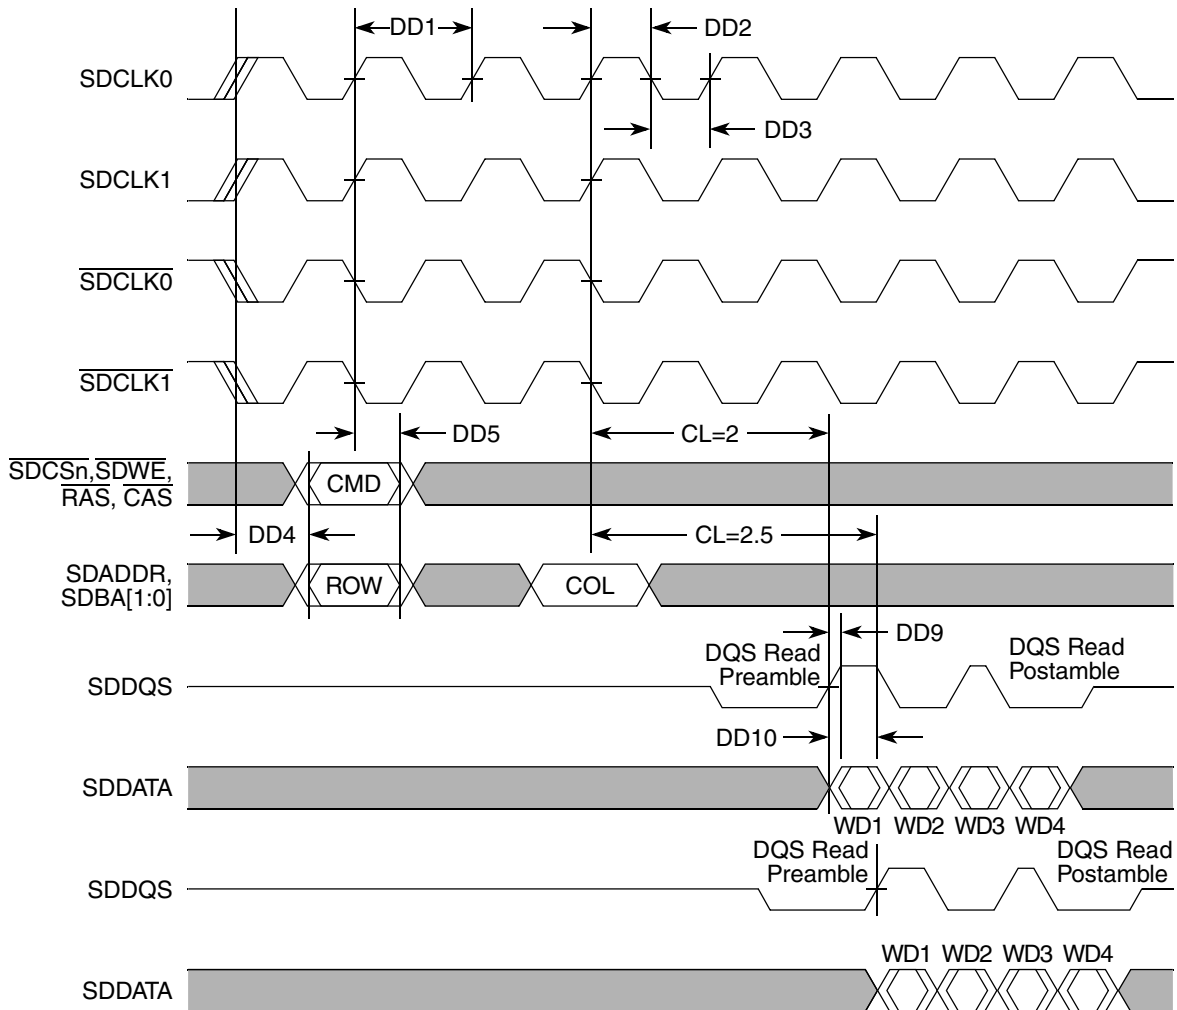 DD1
DD2
SDCLK0
DD3
SDCLK1
SDCLK0
SDCLK1
DD5
CL=2
SDCSn,SDWE,
RAS, CAS
CMD
DD4
CL=2.5
SDADDR,
SDBA[1:0]
ROW
COL
DD9
DQS Read
Preamble
DQS Read
Postamble
SDDQS
DD10
SDDATA
WD1 WD2 WD3 WD4
DQS Read
Preamble
DQS Read
Postamble
SDDQS
WD1 WD2 WD3 WD4
SDDATA